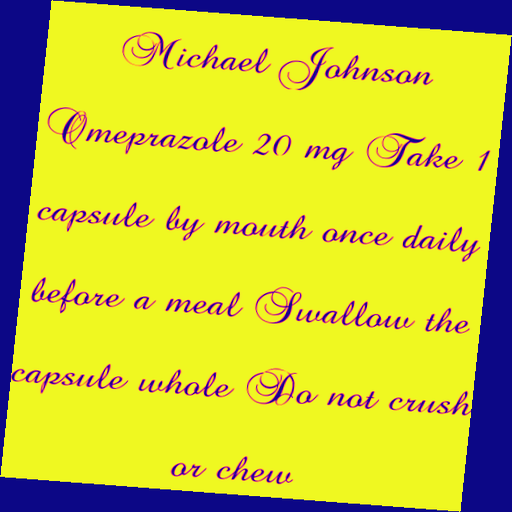 Michael Johnson
Omeprazole 20 mg Take 1
capsule by mouth once daily
before a meal Swallow the
capsule whole Do not crush
or chew